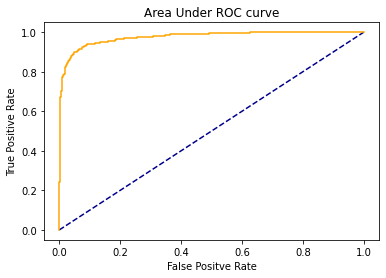 Area Under ROC curve
True Positive Rate
1.0
0.8
0.6
0.4
0.2
0.0
0.0 0.2 0.4 0.6 0.8 1.0
False Positve Rate